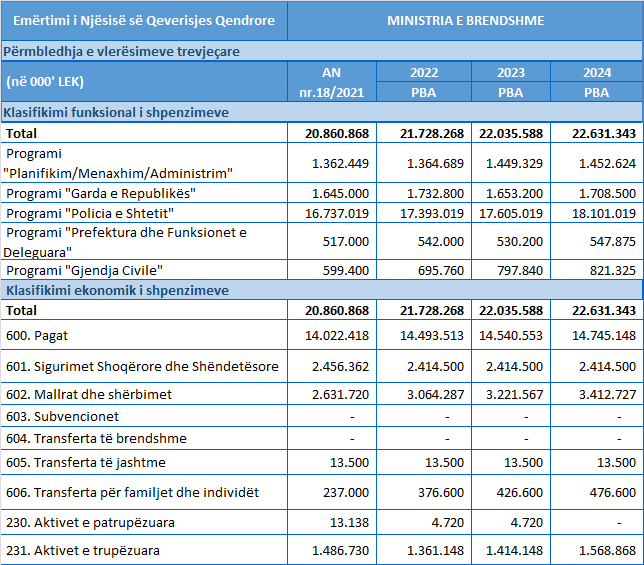 Emërtimi i Njësisë së Qeverisjes Qendrore MINISTRIA E BRENDSHME
Përmbledhja e vlerësimeve trevjeçare
(në 000' LEK) AN nr.18/2021 2022 PBA 2023 PBA 2024 PBA
Klasifikimi funksional i shpenzimeve
Total 20.860.868 21.728.268 22.035.588 22.631.343
Programi "Planifikim/Menaxhim/Administrim" 1.362.449 1.364.689 1.449.329 1.452.624
Programi "Garda e Republikës" 1.645.000 1.732.800 1.653.200 1.708.500
Programi "Policia e Shtetit" 16.737.019 17.393.019 17.605.019 18.101.019
Programi "Prefektura dhe Funksionet e Deleguara" 517.000 542.000 530.200 547.875
Programi "Gjendja Civile" 599.400 695.760 797.840 821.325
Klasifikimi ekonomik i shpenzimeve
Total 20.860.868 21.728.268 22.035.588 22.631.343
600. Pagat 14.022.418 14.493.513 14.540.553 14.745.148
601. Sigurimet Shoqërore dhe Shëndetësore 2.456.362 2.414.500 2.414.500 2.414.500
602. Mallrat dhe shërbimet 2.631.720 3.064.287 3.221.567 3.412.727
603. Subvencionet - - - -
604. Transferta të brendshme - - - -
605. Transferta të jashtme 13.500 13.500 13.500 13.500
606. Transferta për familjet dhe individët 237.000 376.600 426.600 476.600
230. Aktivet e patrupëzuara 13.138 4.720 4.720 -
231. Aktivet e trupëzuara 1.486.730 1.361.148 1.414.148 1.568.868